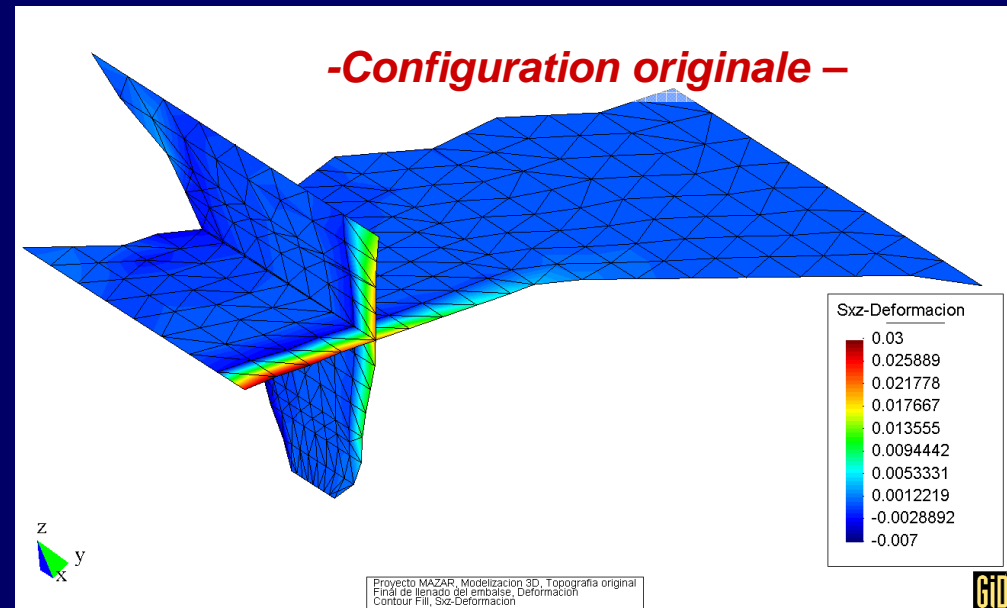 -Configuration originale –
Sxz-Deformacion
0.03
0.025889
0.021778
0.017667
0.013555
0.0094442
0.0053331
0.0012219
-0.0028892
-0.007
z
y
x
Proyecto MAZAR, Modelizacion 3D, Topografia original
Final de llenado del embalse, Deformacion
Contour Fill, Sxz-Deformacion
GiD